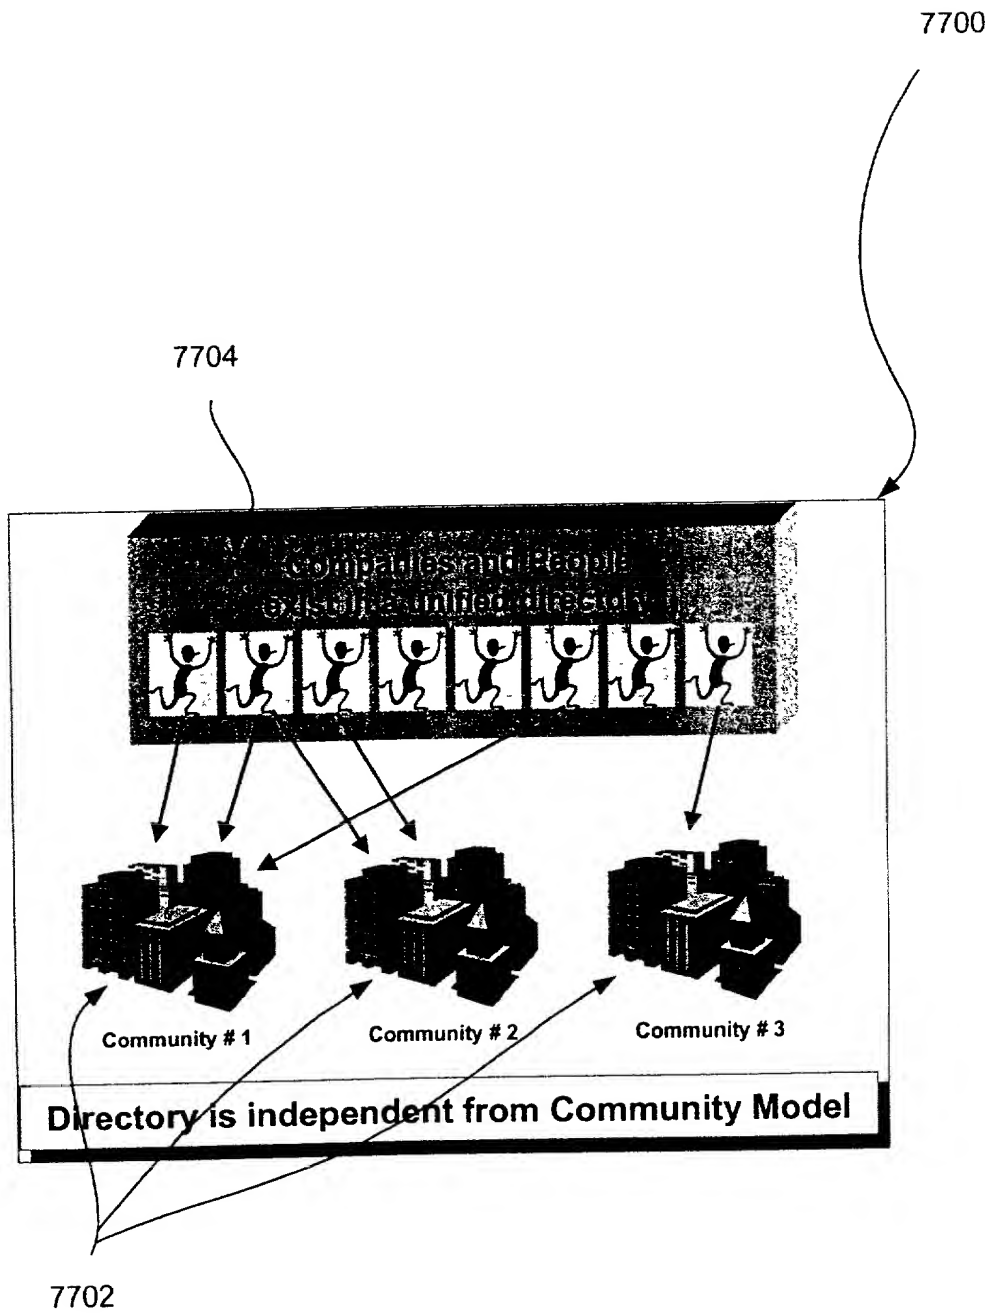 7700
7704
Companies and People
exist in a unified directory
Community # 1
Community # 2
Community # 3
Directory is independent from Community Model
7702